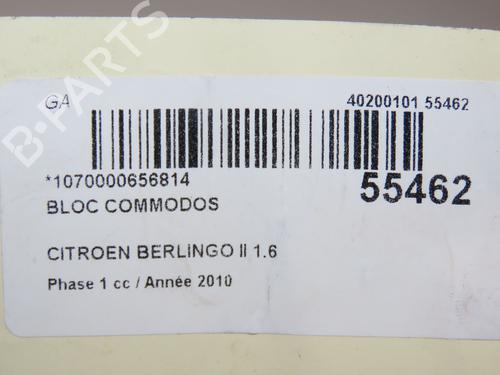 GA
40200101 55462
*1070000656814
55462
BLOC COMMODOS
CITROEN BERLINGO II 1.6
Phase 1 cc / Année 2010
B-PARTS